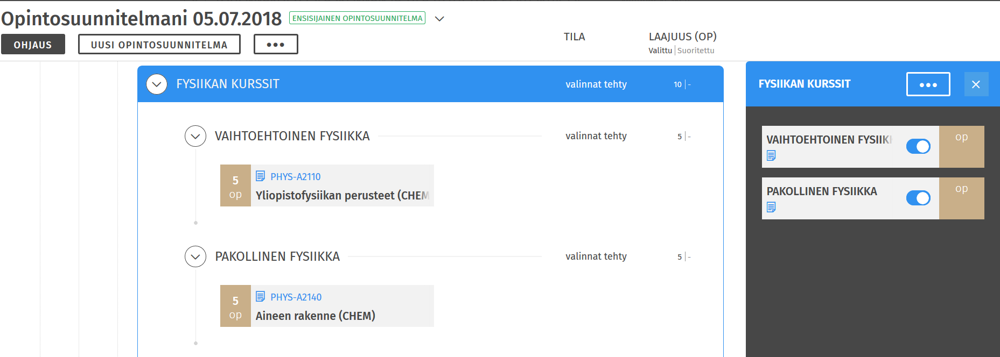 Opintosuunnitelmani 05.07.2018 ENSISIJAINEN OPINTOSUUNNITELMA
OHJAUS UUSI OPINTOSUUNNITELMA •••
TILA LAAJUUS (OP)
Valittu | Suoritettu
FYSIIKAN KURSSIT valinnat tehty 10 | -
VAIHTOEHTOINEN FYSIIKKA valinnat tehty 5 | -
5 op PHYS-A2110
Yliopistofysiikan perusteet (CHEM
PAKOLLINEN FYSIIKKA valinnat tehty 5 | -
5 op PHYS-A2140
Aineen rakenne (CHEM)
FYSIIKAN KURSSIT •••
VAIHTOEHTOINEN FYSIIK op
PAKOLLINEN FYSIIKKA op